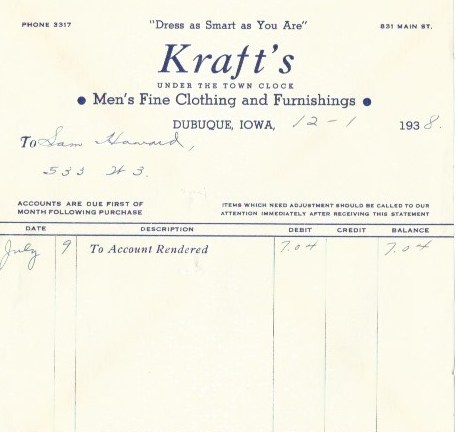 PHONE 3317 "Dress as Smart as You Are" 831 MAIN ST.
Kraft's
UNDER THE TOWN CLOCK
• Men's Fine Clothing and Furnishings •
DUBUQUE, IOWA, 12-1 1938.
To Sam Howard,
533 W 3.
ACCOUNTS ARE DUE FIRST OF
MONTH FOLLOWING PURCHASE
ITEMS WHICH NEED ADJUSTMENT SHOULD BE CALLED TO OUR
ATTENTION IMMEDIATELY AFTER RECEIVING THIS STATEMENT
DATE DESCRIPTION DEBIT CREDIT BALANCE
July 9 To Account Rendered 7.04 7.04